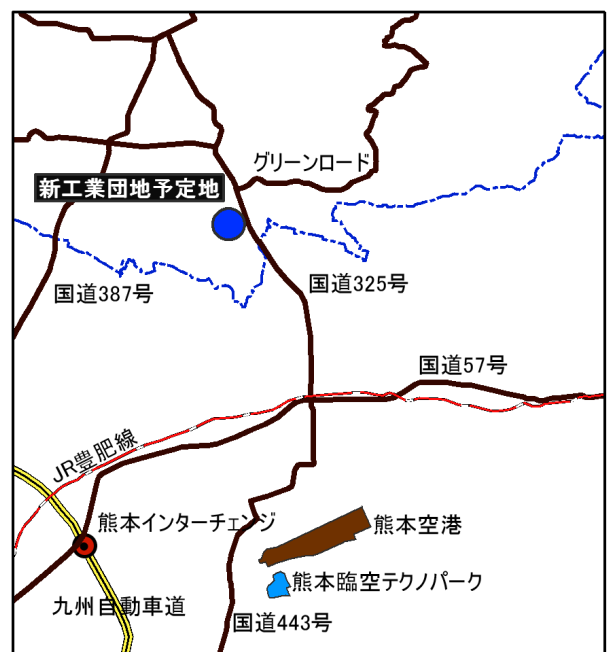 グリーンロード
新工業団地予定地
国道387号
国道325号
国道57号
JR豊肥線
熊本インターチェンジ
熊本空港
熊本臨空テクノパーク
九州自動車道
国道443号